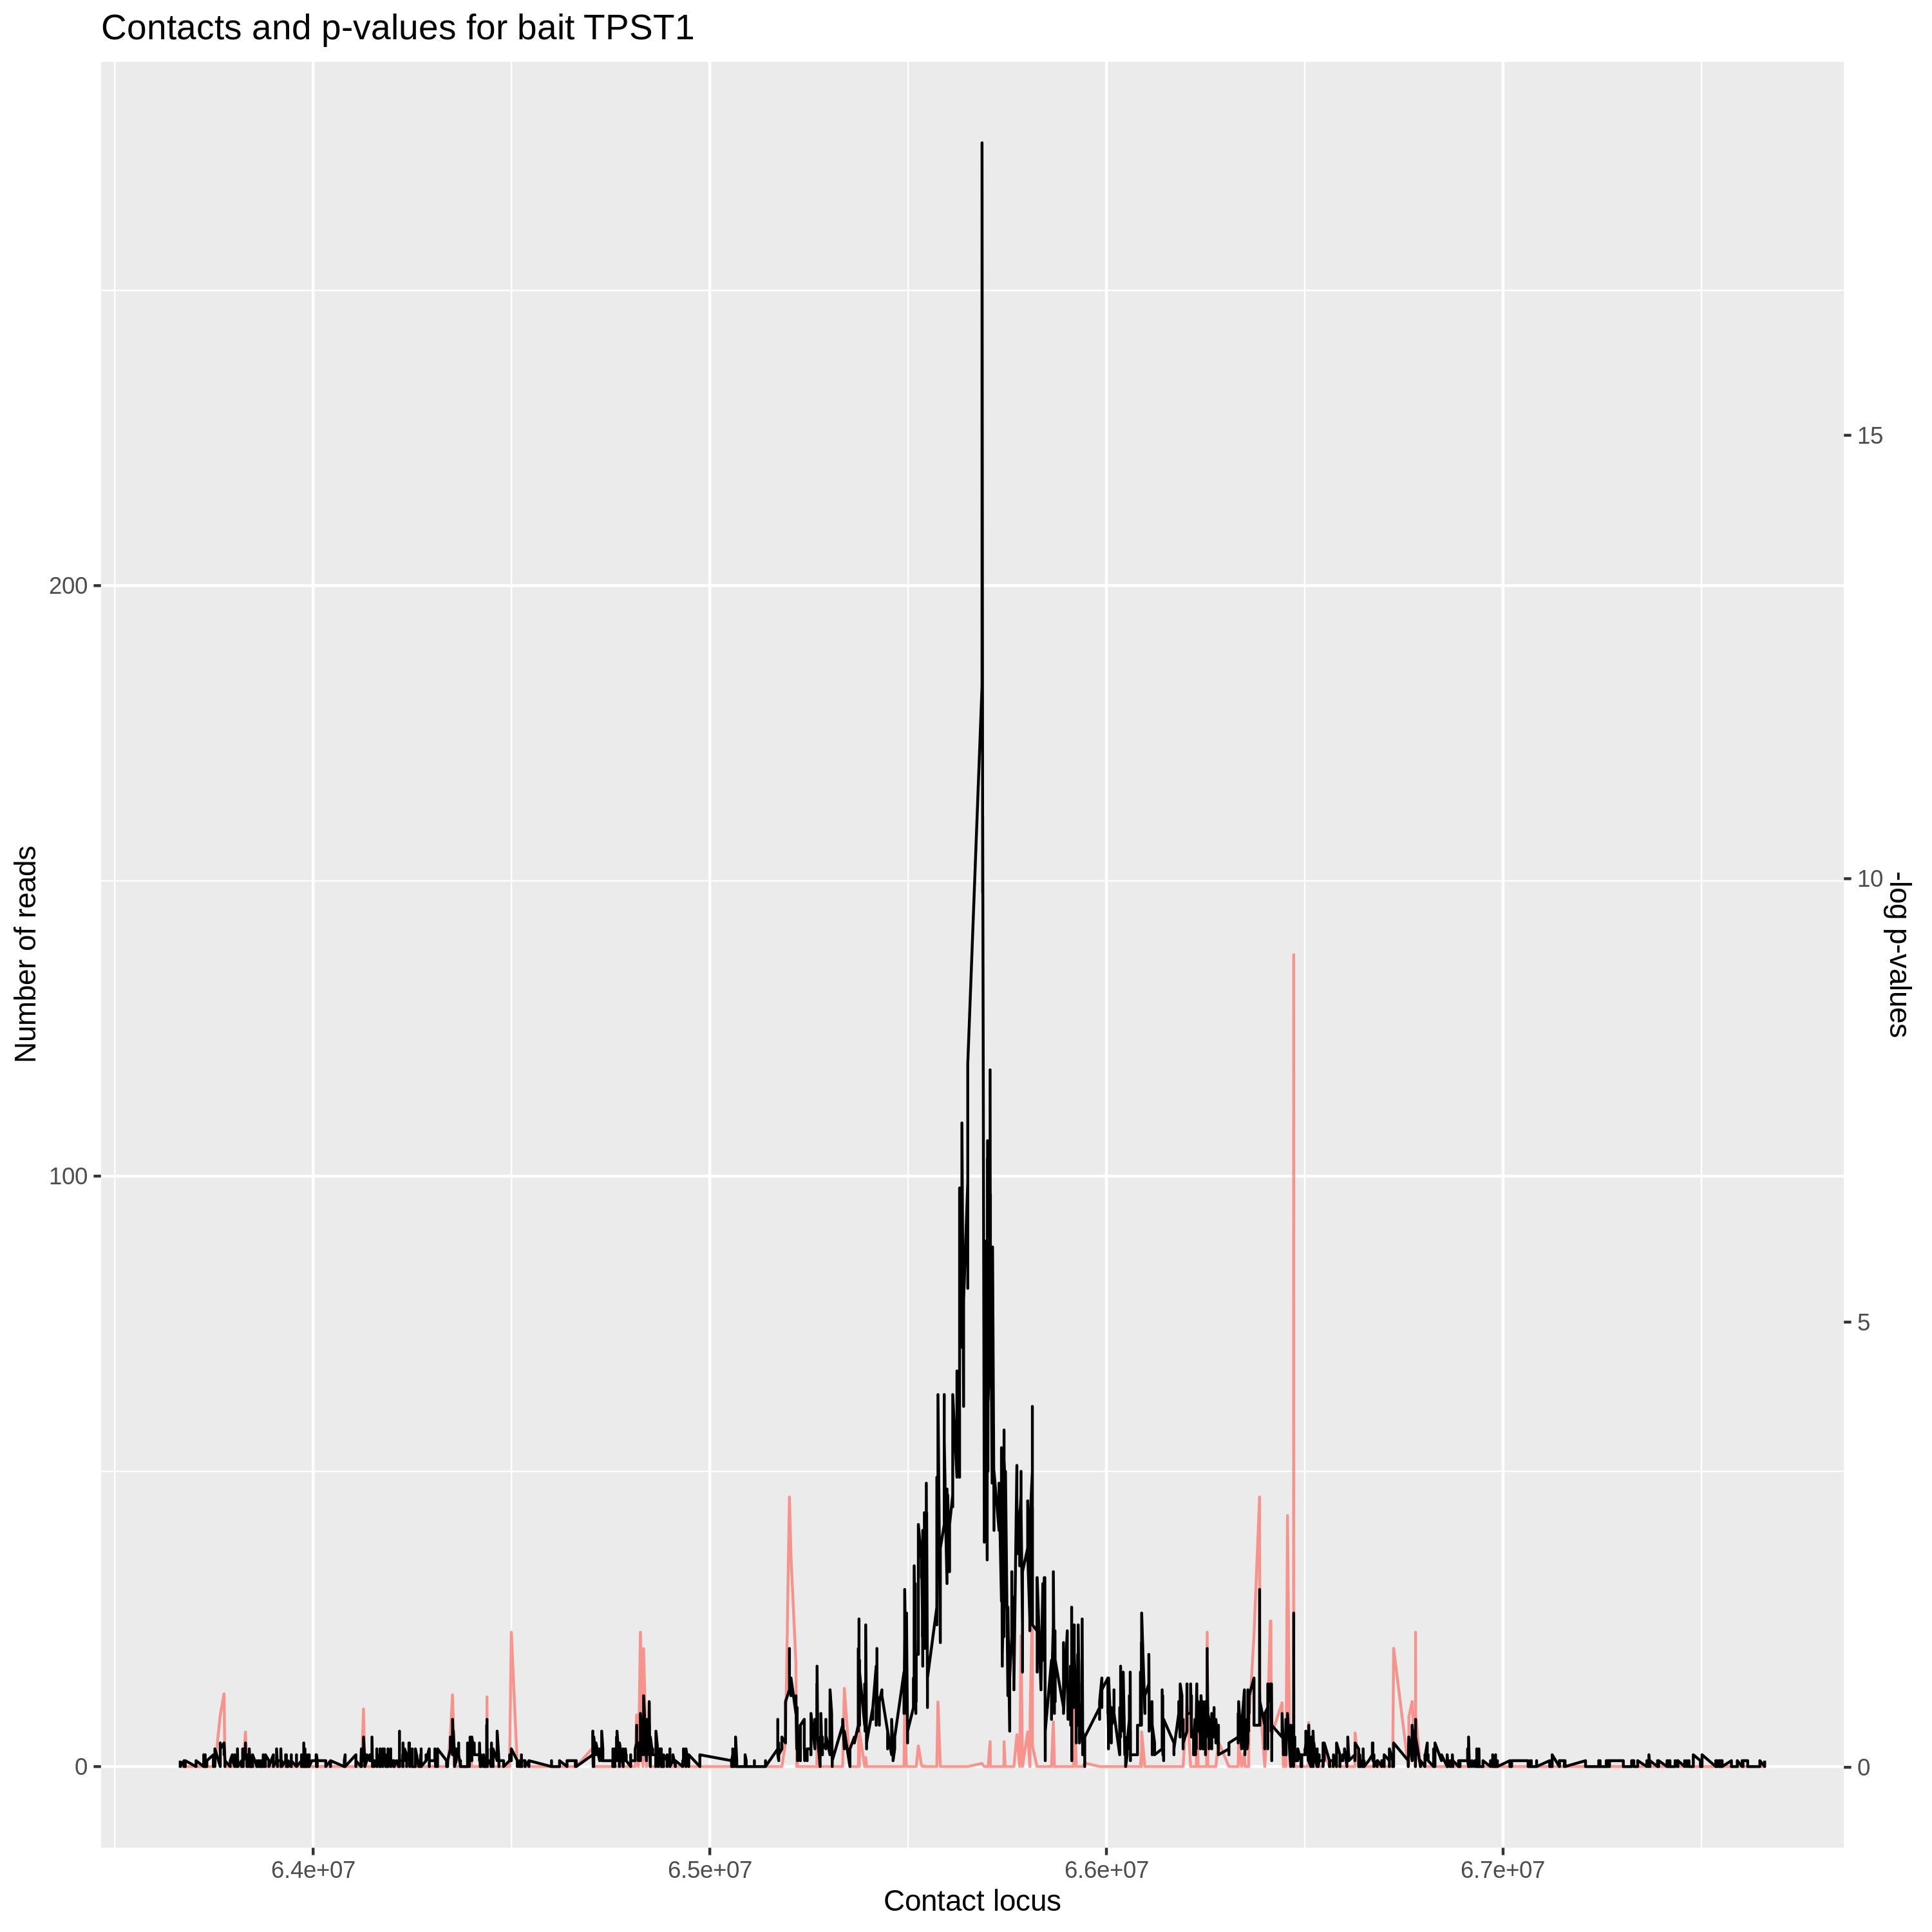 Contacts and p-values for bait TPST1
Number of reads
200
100
0
15
10
5
0
-log p-values
6.4e+07 6.5e+07 6.6e+07 6.7e+07
Contact locus